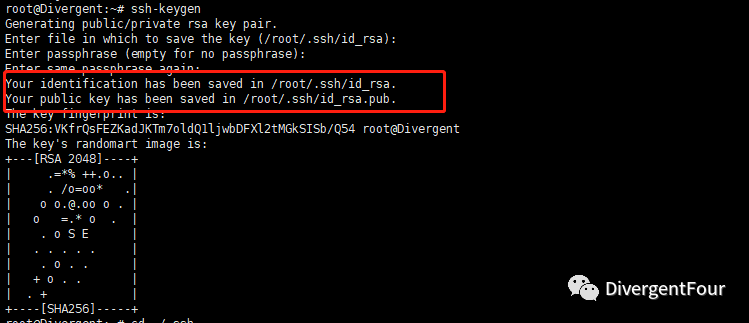 root@Divergent:~# ssh-keygen
Generating public/private rsa key pair.
Enter file in which to save the key (/root/.ssh/id_rsa):
Enter passphrase (empty for no passphrase):
Enter same passphrase again:
Your identification has been saved in /root/.ssh/id_rsa.
Your public key has been saved in /root/.ssh/id_rsa.pub.
The key fingerprint is:
SHA256:VKfrQsFEZKadJKTm7oldQ1ljwbDFXl2tMGkSISb/Q54 root@Divergent
The key's randomart image is:
+---[RSA 2048]----+
|     .=*% ++.o.. |
|     . /o=oo*   .|
|    o o.@.oo o . |
|   o   =.* o  .  |
|    . o S E      |
|   . . . . .     |
|    . o . .      |
|   + o . .       |
|  . +            |
+----[SHA256]-----+
root@Divergent:~# cd ~/.ssh
DivergentFour